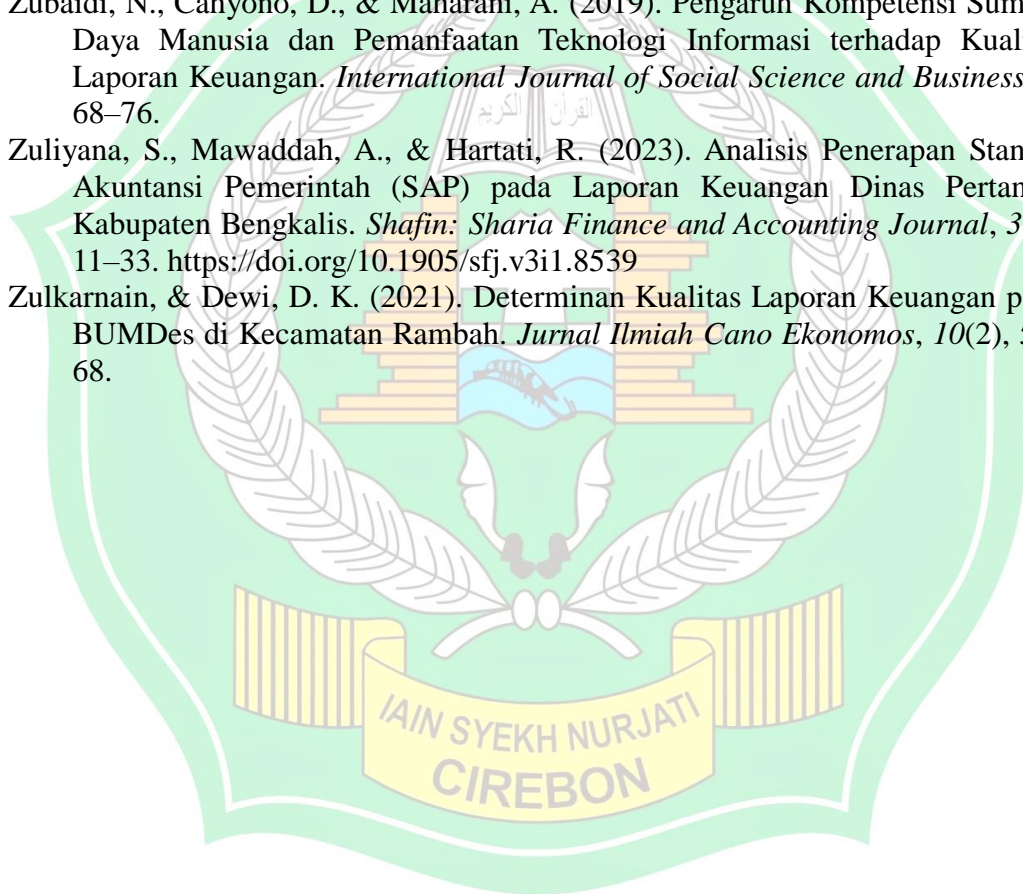 Zubaidi, N., Cahyono, D., & Maharani, A. (2019). Pengaruh Kompetensi Sum
Daya Manusia dan Pemanfaatan Teknologi Informasi terhadap Kuali
Laporan Keuangan. International Journal of Social Science and Business
68–76.
Zuliyana, S., Mawaddah, A., & Hartati, R. (2023). Analisis Penerapan Stan
Akuntansi Pemerintah (SAP) pada Laporan Keuangan Dinas Pertan
Kabupaten Bengkalis. Shafin: Sharia Finance and Accounting Journal, 3
11–33. https://doi.org/10.1905/sfj.v3i1.8539
Zulkarnain, & Dewi, D. K. (2021). Determinan Kualitas Laporan Keuangan p
BUMDes di Kecamatan Rambah. Jurnal Ilmiah Cano Ekonomos, 10(2), 5
68.
القرآن الكريم
IAIN SYEKH NURJATI
CIREBON